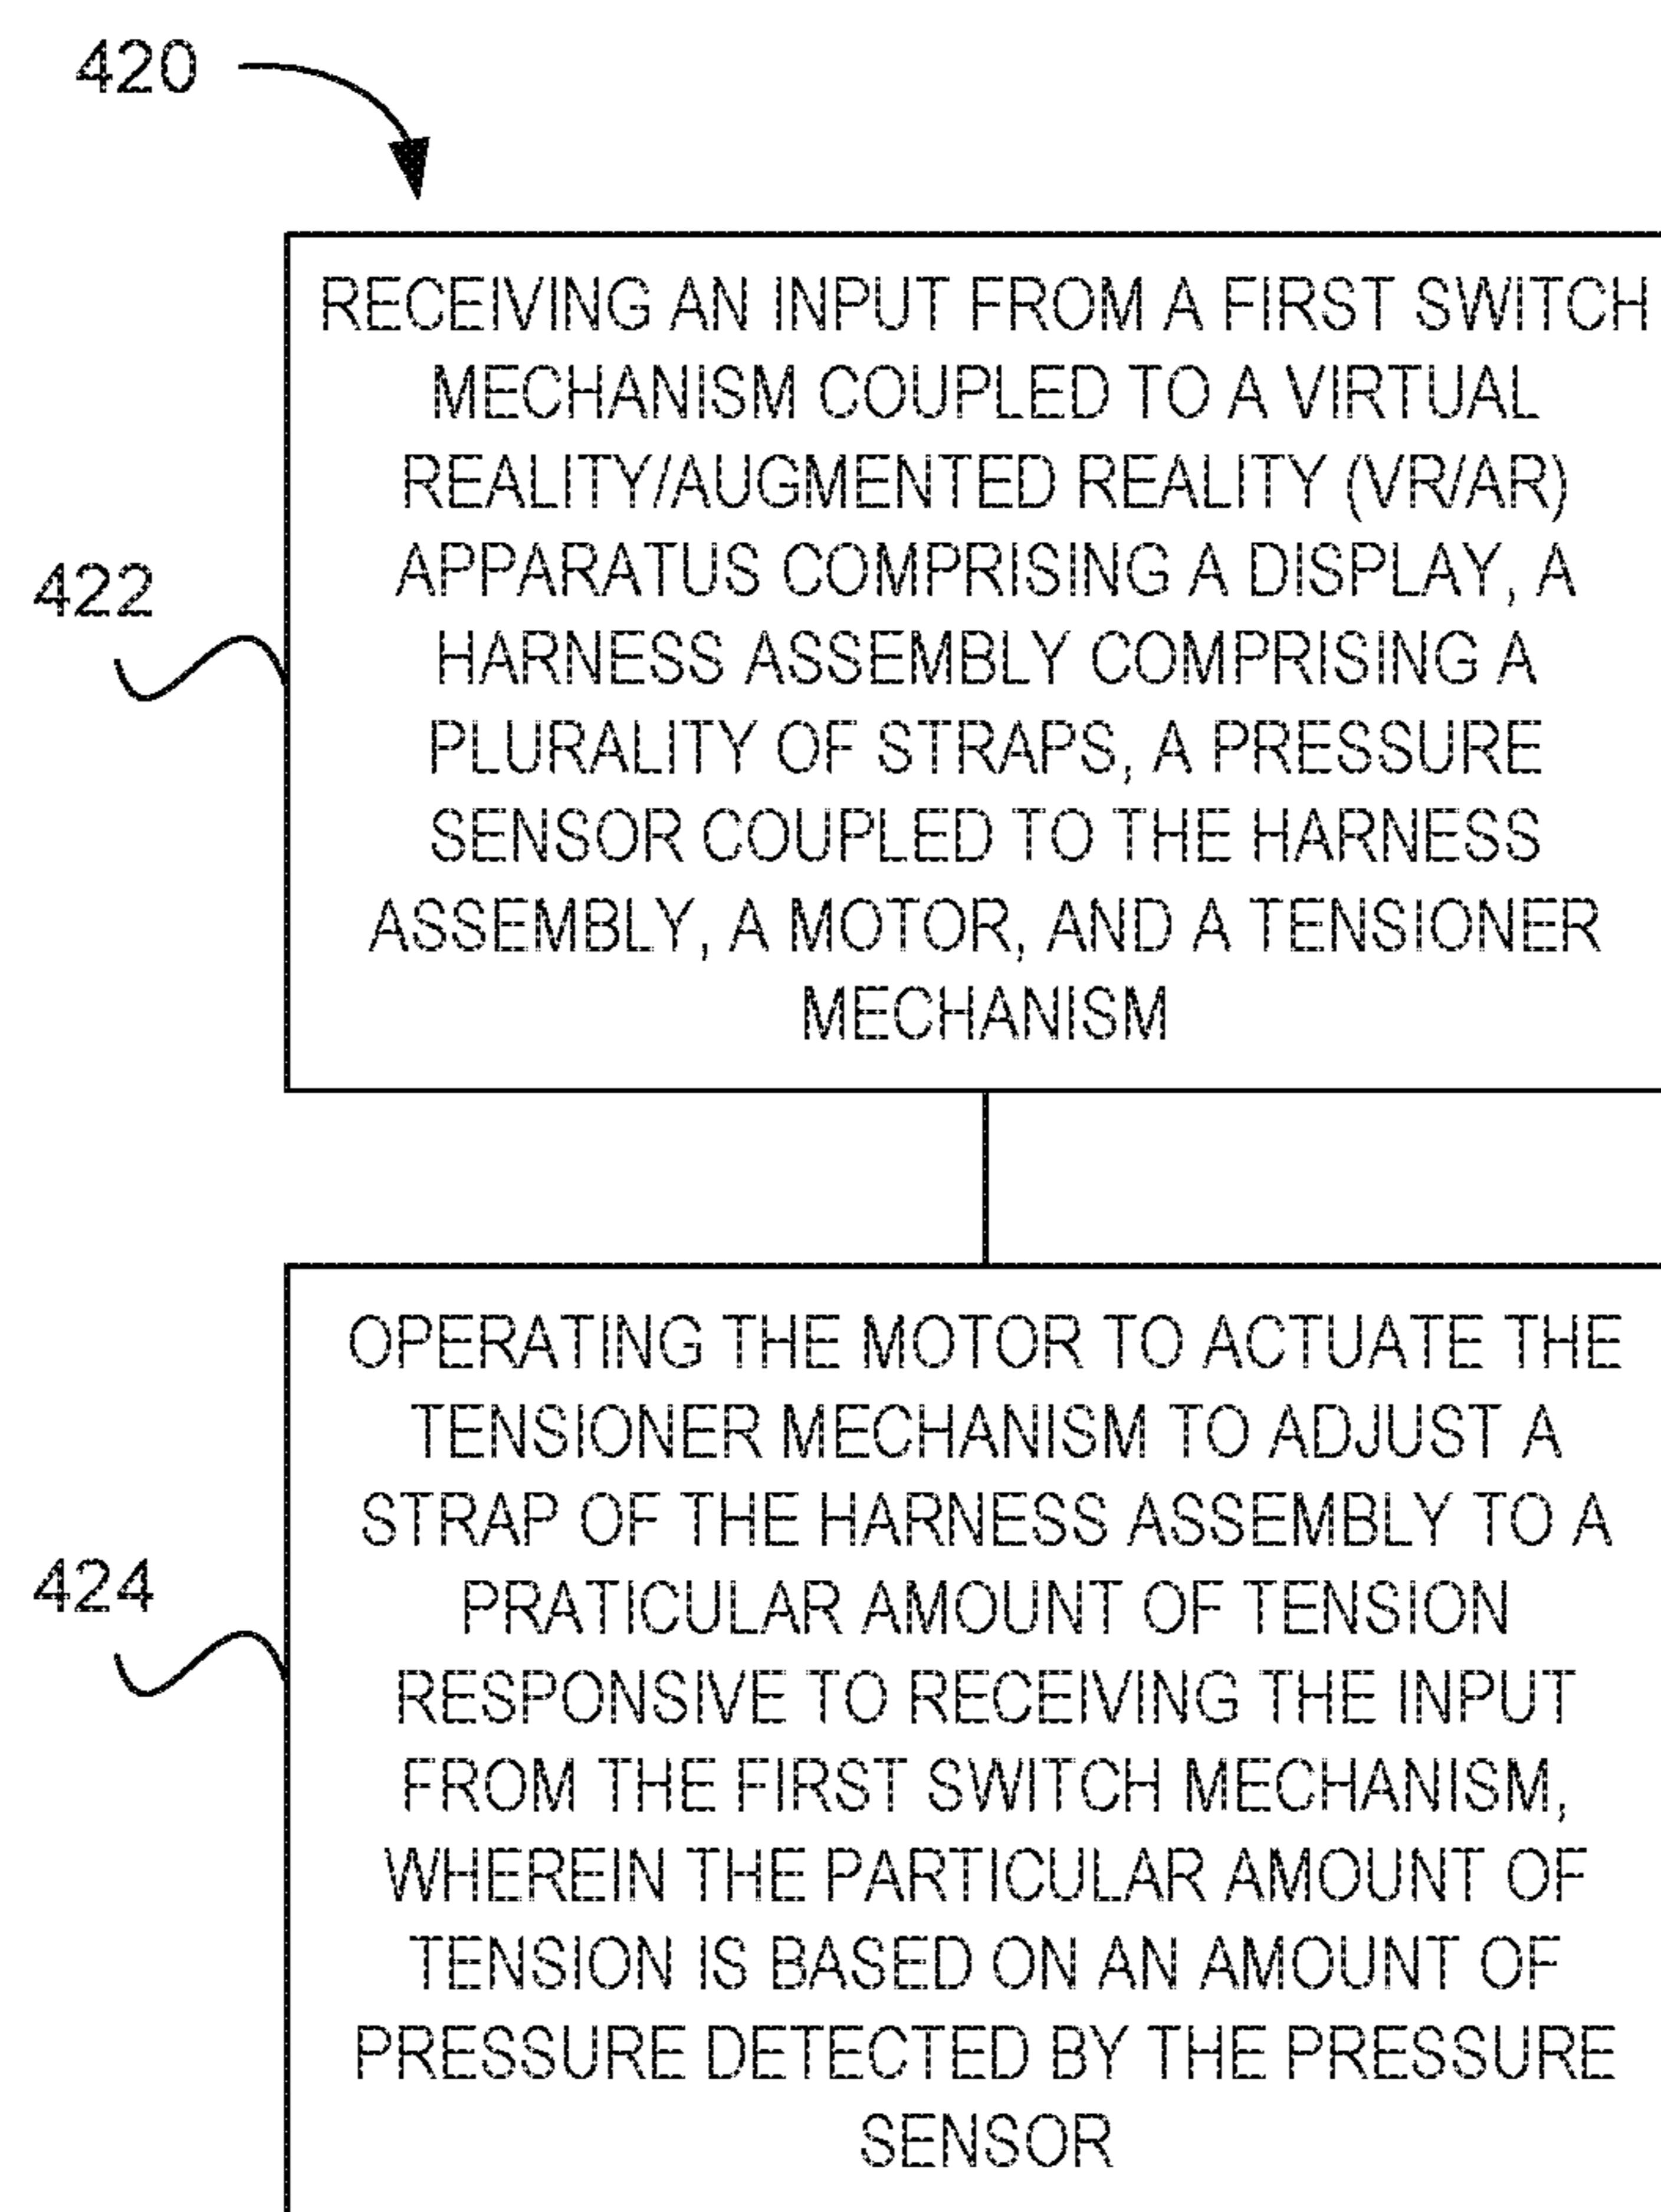 420
RECEIVING AN INPUT FROM A FIRST SWITCH
MECHANISM COUPLED TO A VIRTUAL
REALITY/AUGMENTED REALITY (VR/AR)
APPARATUS COMPRISING A DISPLAY, A
HARNESS ASSEMBLY COMPRISING A
PLURALITY OF STRAPS, A PRESSURE
SENSOR COUPLED TO THE HARNESS
ASSEMBLY, A MOTOR, AND A TENSIONER
MECHANISM
422
OPERATING THE MOTOR TO ACTUATE THE
TENSIONER MECHANISM TO ADJUST A
STRAP OF THE HARNESS ASSEMBLY TO A
PRATICULAR AMOUNT OF TENSION
RESPONSIVE TO RECEIVING THE INPUT
FROM THE FIRST SWITCH MECHANISM,
WHEREIN THE PARTICULAR AMOUNT OF
TENSION IS BASED ON AN AMOUNT OF
PRESSURE DETECTED BY THE PRESSURE
SENSOR
424